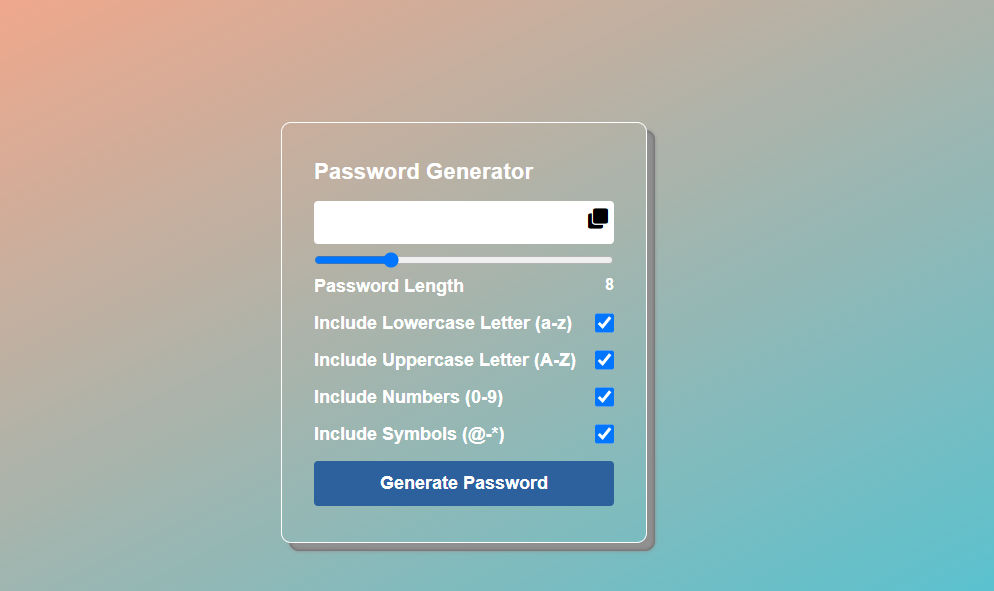 Password Generator
Password Length 8
Include Lowercase Letter (a-z)
Include Uppercase Letter (A-Z)
Include Numbers (0-9)
Include Symbols (@-*)
Generate Password